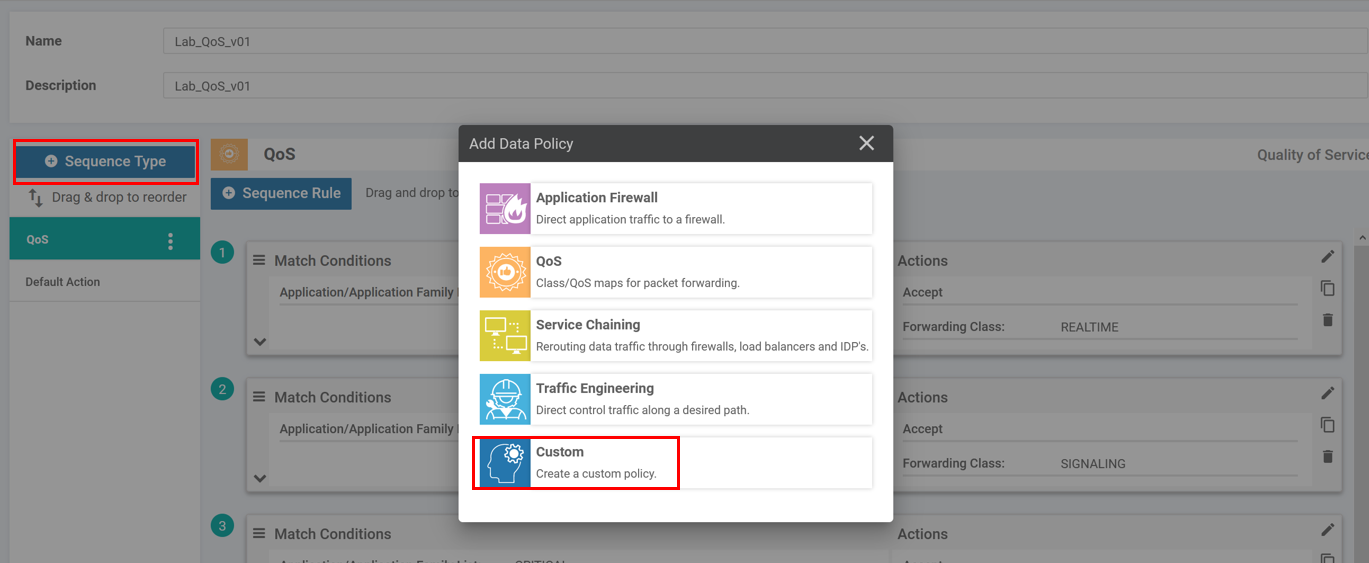 Name
Lab_QoS_v01
Description
Lab_QoS_v01
Sequence Type
Drag & drop to reorder
QoS
Default Action
QoS
Quality of Service
Sequence Rule
Drag and drop to
1
Match Conditions
Application/Application Family
Actions
Accept
Forwarding Class: REALTIME
2
Match Conditions
Application/Application Family
Actions
Accept
Forwarding Class: SIGNALING
3
Match Conditions
Actions
Add Data Policy
Application Firewall
Direct application traffic to a firewall.
QoS
Class/QoS maps for packet forwarding.
Service Chaining
Rerouting data traffic through firewalls, load balancers and IDP's.
Traffic Engineering
Direct control traffic along a desired path.
Custom
Create a custom policy.